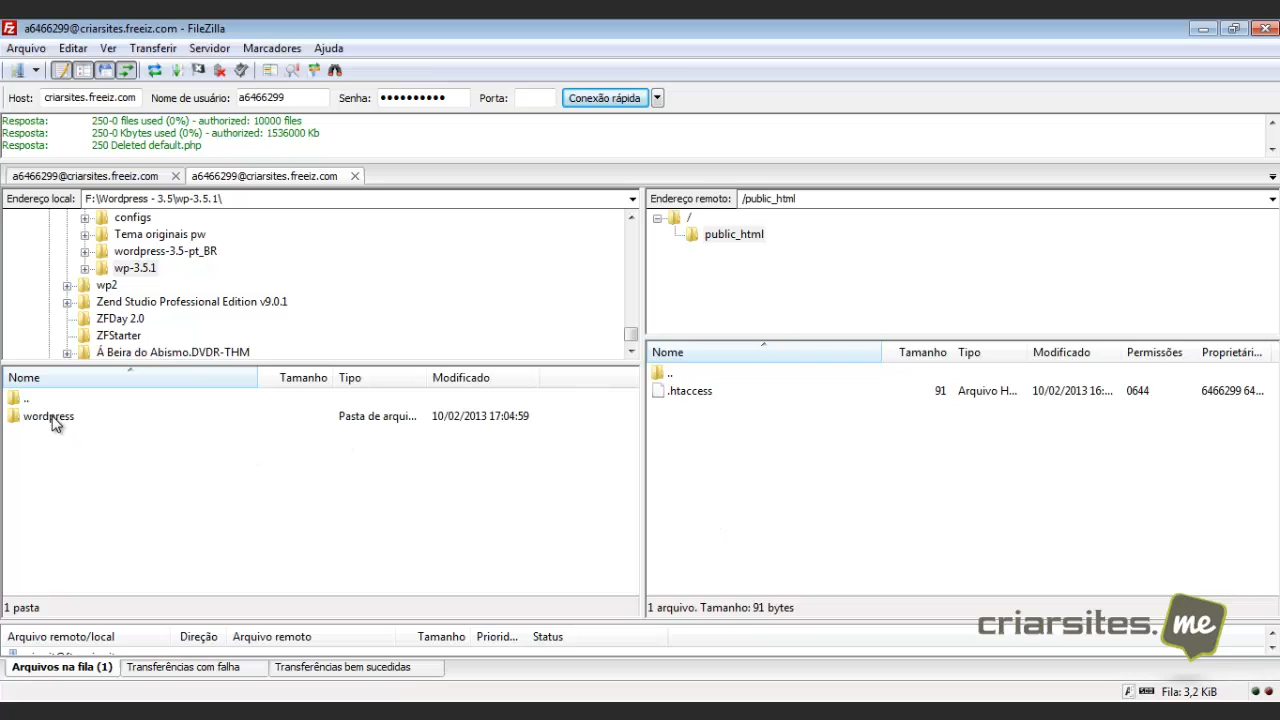 a6466299@criarsites.freeiz.com - FileZilla
Arquivo Editar Ver Transferir Servidor Marcadores Ajuda
Host: criarsites.freeiz.com Nome de usuário: a6466299 Senha: ●●●●●●●●●● Porta: Conexão rápida
Resposta: 250-0 files used (0%) - authorized: 10000 files
Resposta: 250-0 Kbytes used (0%) - authorized: 1536000 Kb
Resposta: 250 Deleted default.php
a6466299@criarsites.freeiz.com a6466299@criarsites.freeiz.com
Endereço local: F:\Wordpress - 3.5\wp-3.5.1\
configs
Tema originais pw
wordpress-3.5-pt_BR
wp-3.5.1
wp2
Zend Studio Professional Edition v9.0.1
ZFDay 2.0
ZFStarter
Á Beira do Abismo.DVDR-THM
Nome Tamanho Tipo Modificado
..
wordpress Pasta de arqui... 10/02/2013 17:04:59
1 pasta
Endereço remoto: /public_html
/
public_html
Nome Tamanho Tipo Modificado Permissões Proprietári...
..
.htaccess 91 Arquivo H... 10/02/2013 16:... 0644 6466299 64...
1 arquivo. Tamanho: 91 bytes
criarsites.me
Arquivo remoto/local Direção Arquivo remoto Tamanho Priorid... Status
Arquivos na fila (1) Transferências com falha Transferências bem sucedidas
Fila: 3,2 KiB